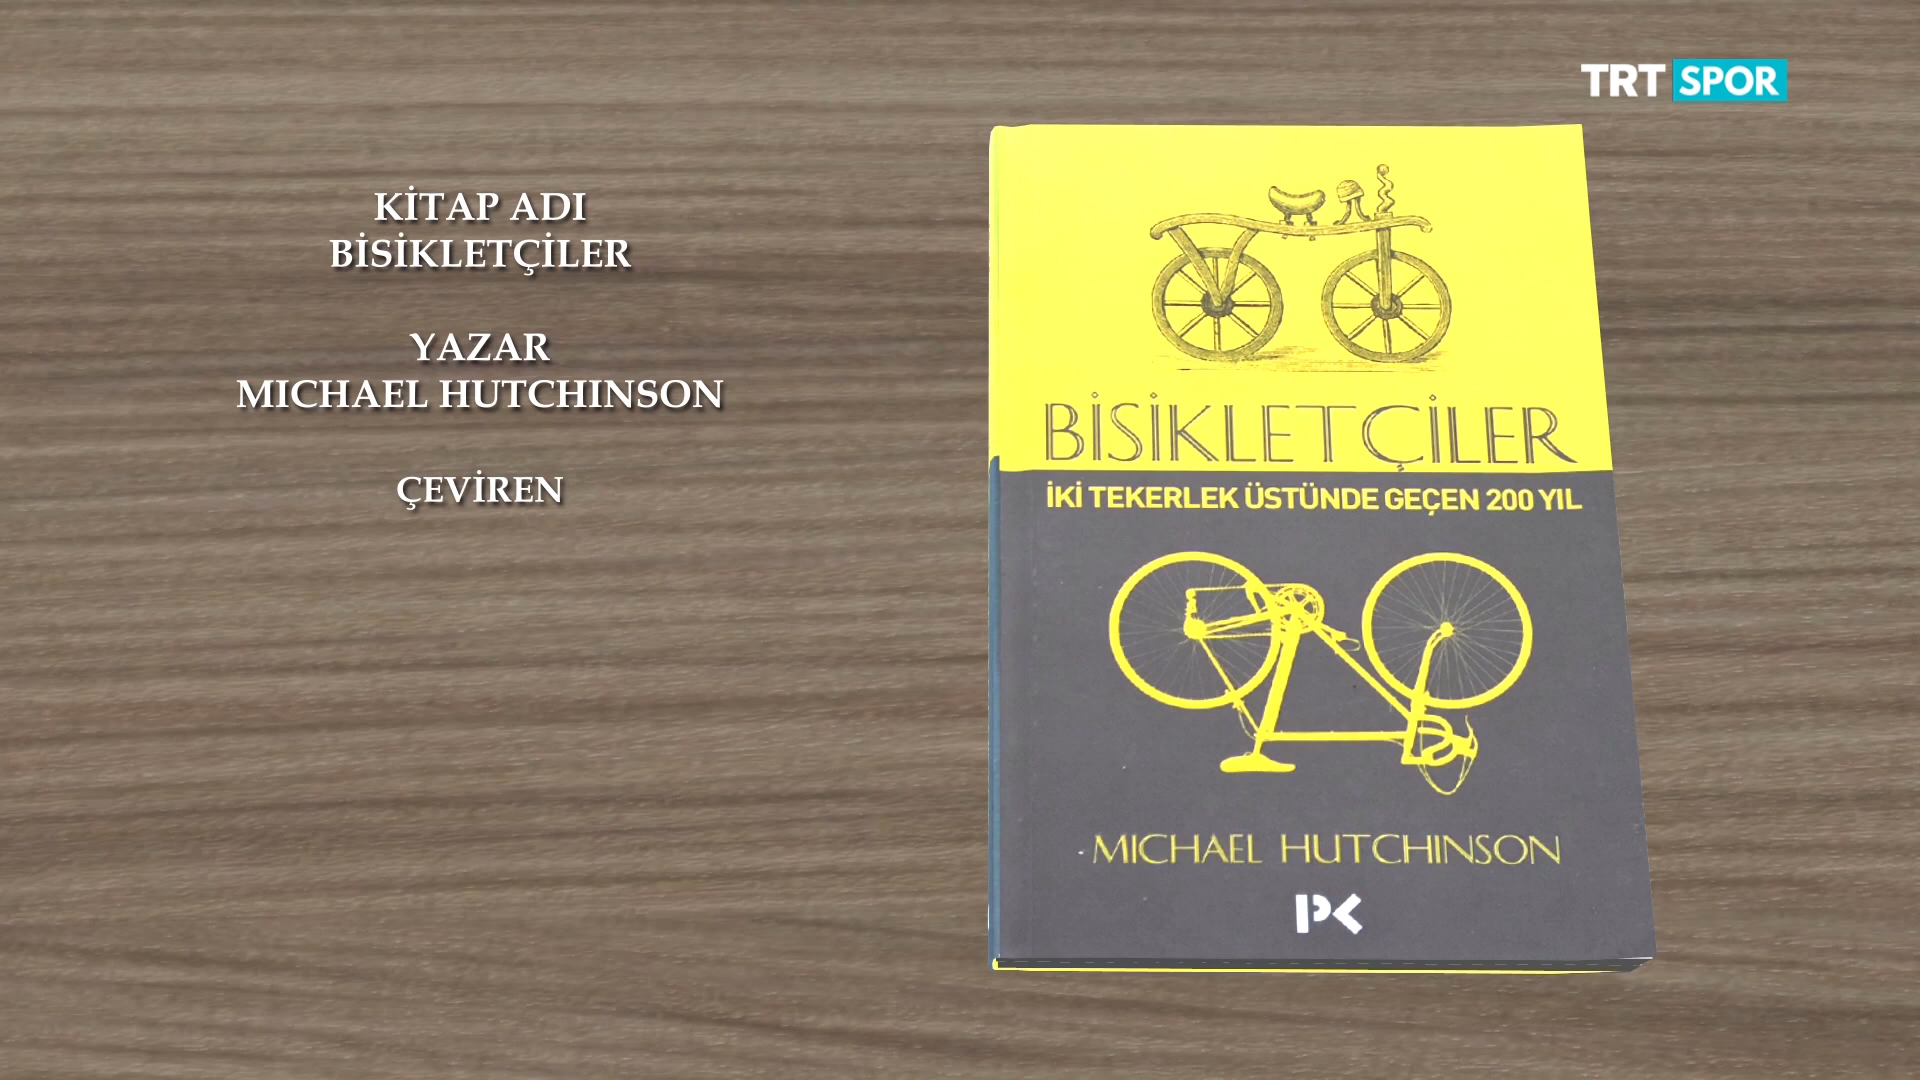 TRT SPOR
KİTAP ADI
BİSİKLETÇİLER
YAZAR
MICHAEL HUTCHINSON
ÇEVİREN
BİSİKLETÇİLER
İKİ TEKERLEK ÜSTÜNDE GEÇEN 200 YIL
MICHAEL HUTCHINSON
PK